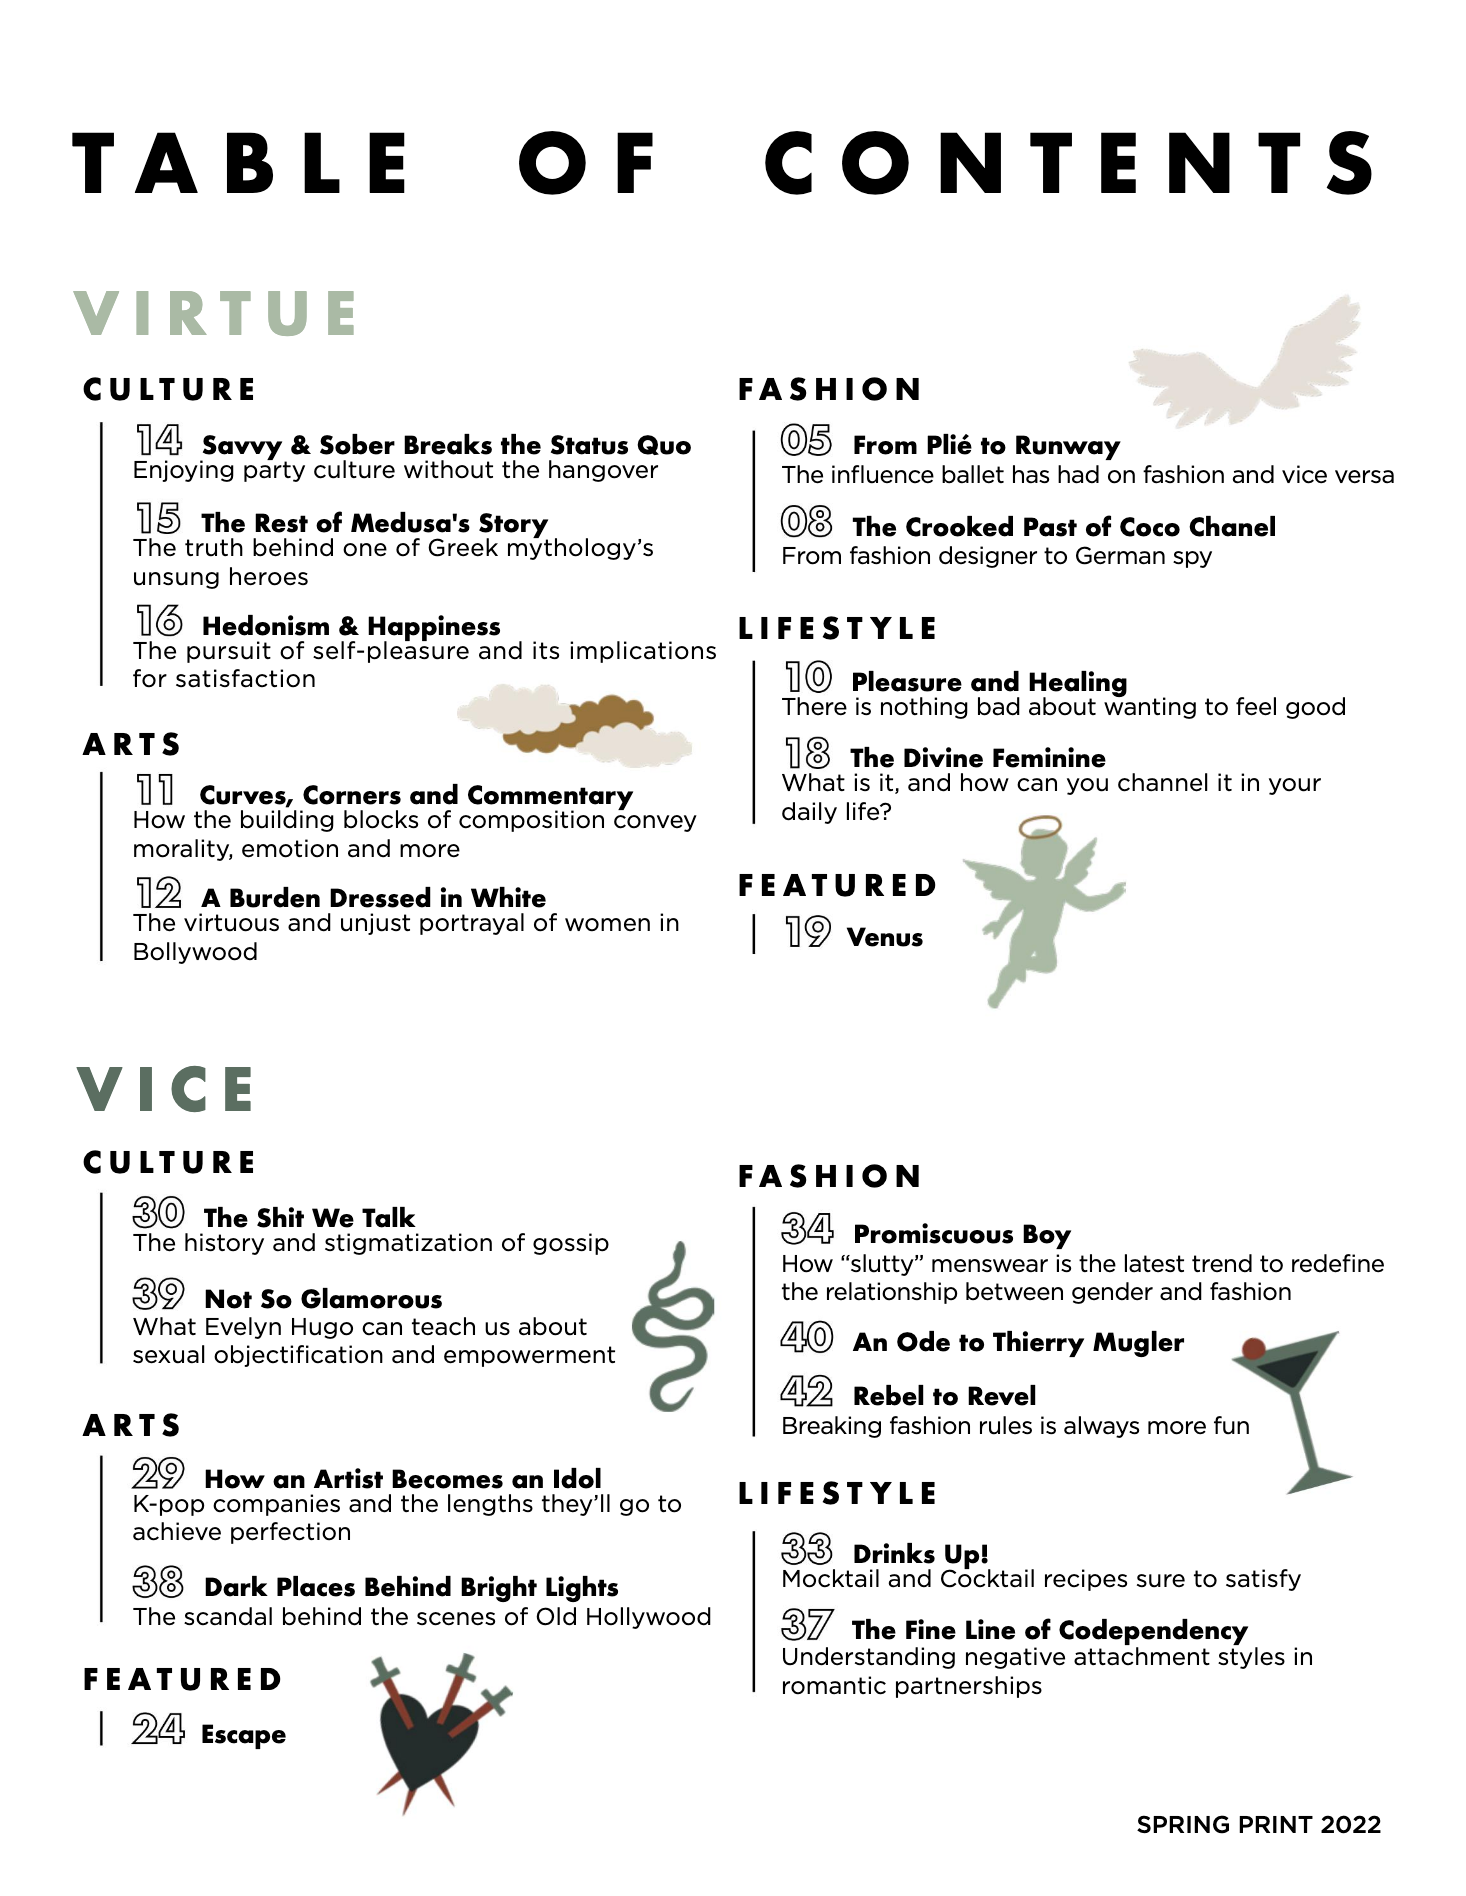 TABLE OF CONTENTS
VIRTUE
CULTURE
14 Savvy & Sober Breaks the Status Quo
Enjoying party culture without the hangover
15 The Rest of Medusa's Story
The truth behind one of Greek mythology’s
unsung heroes
16 Hedonism & Happiness
The pursuit of self-pleasure and its implications
for satisfaction
ARTS
11 Curves, Corners and Commentary
How the building blocks of composition convey
morality, emotion and more
12 A Burden Dressed in White
The virtuous and unjust portrayal of women in
Bollywood
FASHION
05 From Plié to Runway
The influence ballet has had on fashion and vice versa
08 The Crooked Past of Coco Chanel
From fashion designer to German spy
LIFESTYLE
10 Pleasure and Healing
There is nothing bad about wanting to feel good
18 The Divine Feminine
What is it, and how can you channel it in your
daily life?
FEATURED
19 Venus
VICE
CULTURE
30 The Shit We Talk
The history and stigmatization of gossip
39 Not So Glamorous
What Evelyn Hugo can teach us about
sexual objectification and empowerment
ARTS
29 How an Artist Becomes an Idol
K-pop companies and the lengths they’ll go to
achieve perfection
38 Dark Places Behind Bright Lights
The scandal behind the scenes of Old Hollywood
FEATURED
24 Escape
FASHION
34 Promiscuous Boy
How “slutty” menswear is the latest trend to redefine
the relationship between gender and fashion
40 An Ode to Thierry Mugler
42 Rebel to Revel
Breaking fashion rules is always more fun
LIFESTYLE
33 Drinks Up!
Mocktail and Cocktail recipes sure to satisfy
37 The Fine Line of Codependency
Understanding negative attachment styles in
romantic partnerships
SPRING PRINT 2022